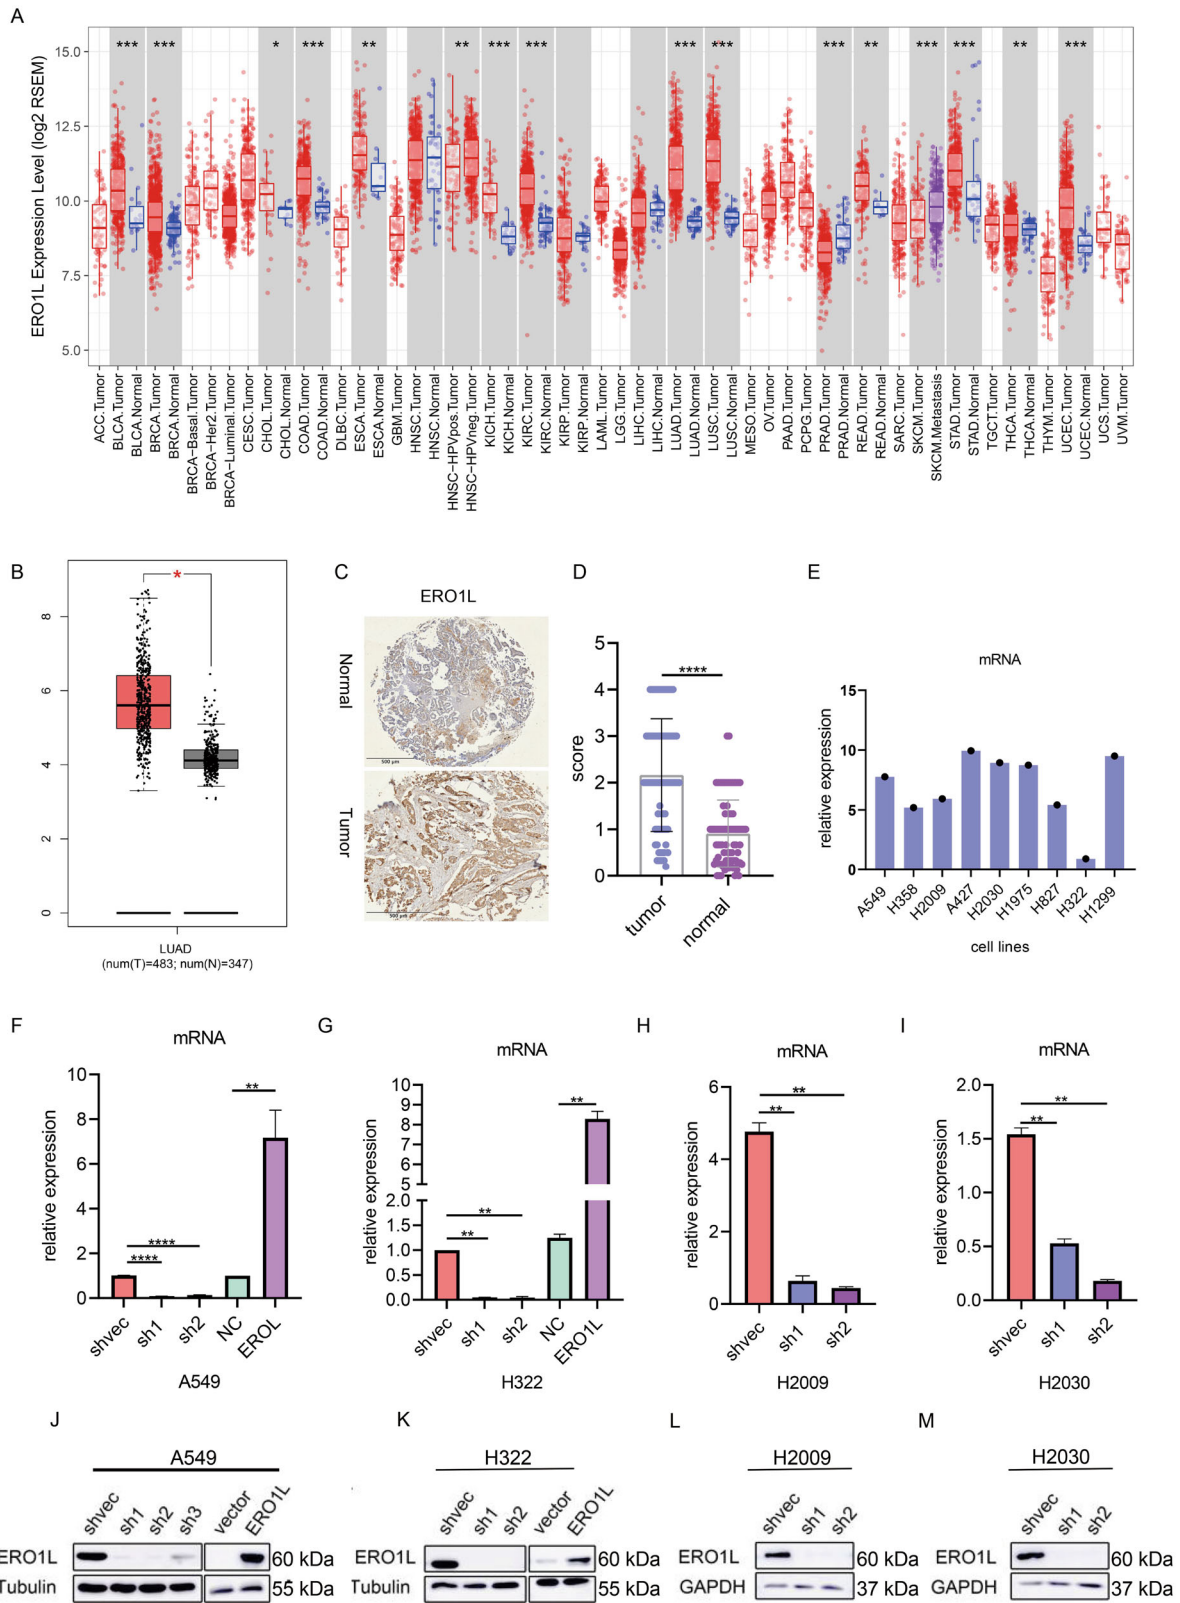 A
ERO1L Expression Level (log2 RSEM)
15.0
12.5
10.0
7.5
5.0
*** *** * *** ** ** *** *** *** *** *** ** *** *** ** ***
ACC.Tumor
BLCA.Tumor
BLCA.Normal
BRCA.Tumor
BRCA.Normal
BRCA-Basal.Tumor
BRCA-Her2.Tumor
BRCA-Luminal.Tumor
CESC.Tumor
CHOL.Tumor
CHOL.Normal
COAD.Tumor
COAD.Normal
DLBC.Tumor
ESCA.Tumor
ESCA.Normal
GBM.Tumor
HNSC.Tumor
HNSC.Normal
HNSC-HPVpos.Tumor
HNSC-HPVneg.Tumor
KICH.Tumor
KICH.Normal
KIRC.Tumor
KIRC.Normal
KIRP.Tumor
KIRP.Normal
LAML.Tumor
LGG.Tumor
LIHC.Tumor
LIHC.Normal
LUAD.Tumor
LUAD.Normal
LUSC.Tumor
LUSC.Normal
MESO.Tumor
OV.Tumor
PAAD.Tumor
PCPG.Tumor
PRAD.Tumor
PRAD.Normal
READ.Tumor
READ.Normal
SARC.Tumor
SKCM.Tumor
SKCM.Metastasis
STAD.Tumor
STAD.Normal
TGCT.Tumor
THCA.Tumor
THCA.Normal
THYM.Tumor
UCEC.Tumor
UCEC.Normal
UCS.Tumor
UVM.Tumor
B
*
8
6
4
2
0
LUAD
(num(T)=483; num(N)=347)
C
ERO1L
Normal
500 µm
Tumor
500 µm
D
score
5
4
3
2
1
0
****
tumor
normal
E
mRNA
relative expression
15
10
5
0
A549
H358
H2009
A427
H2030
H1975
H827
H322
H1299
cell lines
F
mRNA
relative expression
10
8
6
4
2
0
**
****
****
shvec
sh1
sh2
NC
EROL
A549
G
mRNA
relative expression
10
9
8
7
6
5
2.0
1.5
1.0
0.5
0.0
**
**
**
shvec
sh1
sh2
NC
ERO1L
H322
H
mRNA
relative expression
6
4
2
0
**
**
shvec
sh1
sh2
H2009
I
mRNA
relative expression
2.0
1.5
1.0
0.5
0.0
**
**
shvec
sh1
sh2
H2030
J
A549
shvec
sh1
sh2
sh3
vector
ERO1L
ERO1L 60 kDa
Tubulin 55 kDa
K
H322
shvec
sh1
sh2
vector
ERO1L
ERO1L 60 kDa
Tubulin 55 kDa
L
H2009
shvec
sh1
sh2
ERO1L 60 kDa
GAPDH 37 kDa
M
H2030
shvec
sh1
sh2
ERO1L 60 kDa
GAPDH 37 kDa